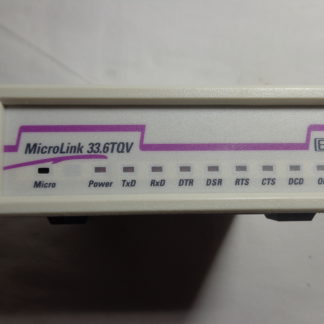 MicroLink 33.6TQV
Micro Power TxD RxD DTR DSR RTS CTS DCD